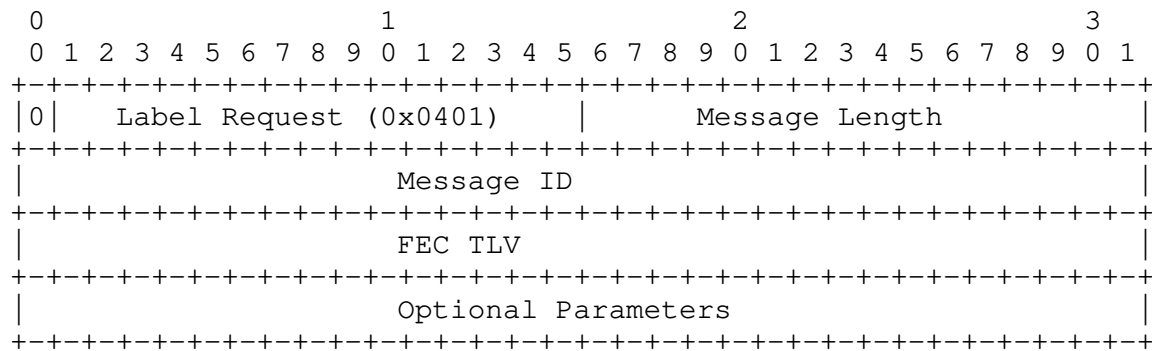 0                   1                   2                   3
 0 1 2 3 4 5 6 7 8 9 0 1 2 3 4 5 6 7 8 9 0 1 2 3 4 5 6 7 8 9 0 1
+-+-+-+-+-+-+-+-+-+-+-+-+-+-+-+-+-+-+-+-+-+-+-+-+-+-+-+-+-+-+-+-+
|0|   Label Request (0x0401)    |      Message Length           |
+-+-+-+-+-+-+-+-+-+-+-+-+-+-+-+-+-+-+-+-+-+-+-+-+-+-+-+-+-+-+-+-+
|                     Message ID                                |
+-+-+-+-+-+-+-+-+-+-+-+-+-+-+-+-+-+-+-+-+-+-+-+-+-+-+-+-+-+-+-+-+
|                     FEC TLV                                   |
+-+-+-+-+-+-+-+-+-+-+-+-+-+-+-+-+-+-+-+-+-+-+-+-+-+-+-+-+-+-+-+-+
|                     Optional Parameters                       |
+-+-+-+-+-+-+-+-+-+-+-+-+-+-+-+-+-+-+-+-+-+-+-+-+-+-+-+-+-+-+-+-+